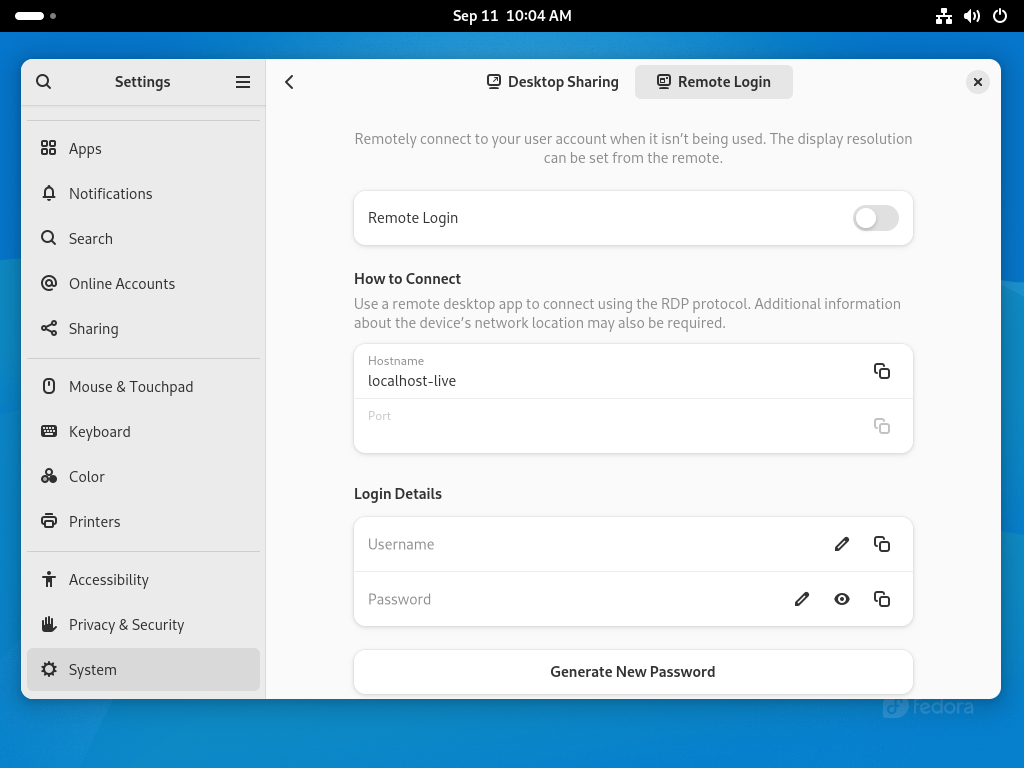 Sep 11 10:04 AM
Settings
Desktop Sharing
Remote Login
Apps
Notifications
Search
Online Accounts
Sharing
Mouse & Touchpad
Keyboard
Color
Printers
Accessibility
Privacy & Security
System
Remotely connect to your user account when it isn’t being used. The display resolution
can be set from the remote.
Remote Login
How to Connect
Use a remote desktop app to connect using the RDP protocol. Additional information
about the device’s network location may also be required.
Hostname
localhost-live
Port
Login Details
Username
Password
Generate New Password
fedora